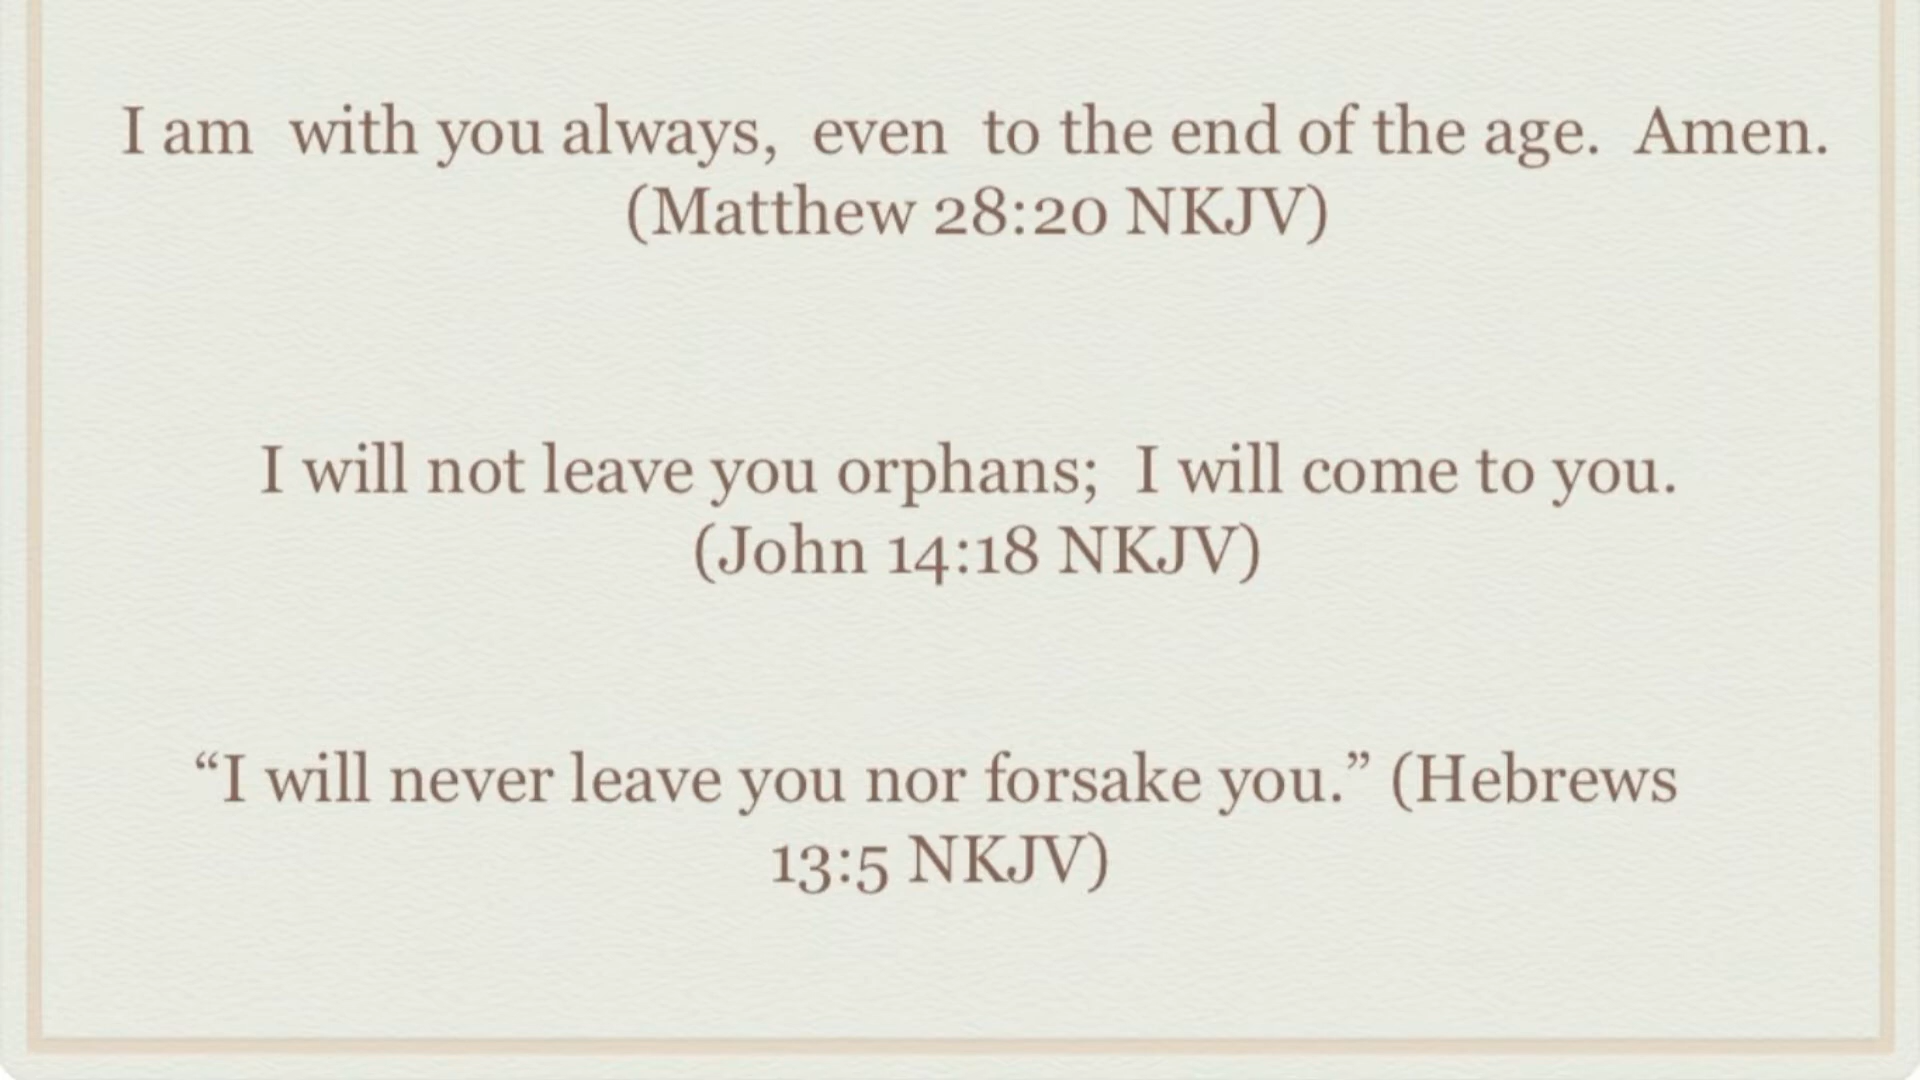 I am  with you always,  even  to the end of the age.  Amen.
(Matthew 28:20 NKJV)
I will not leave you orphans;  I will come to you.
(John 14:18 NKJV)
“I will never leave you nor forsake you.” (Hebrews
13:5 NKJV)